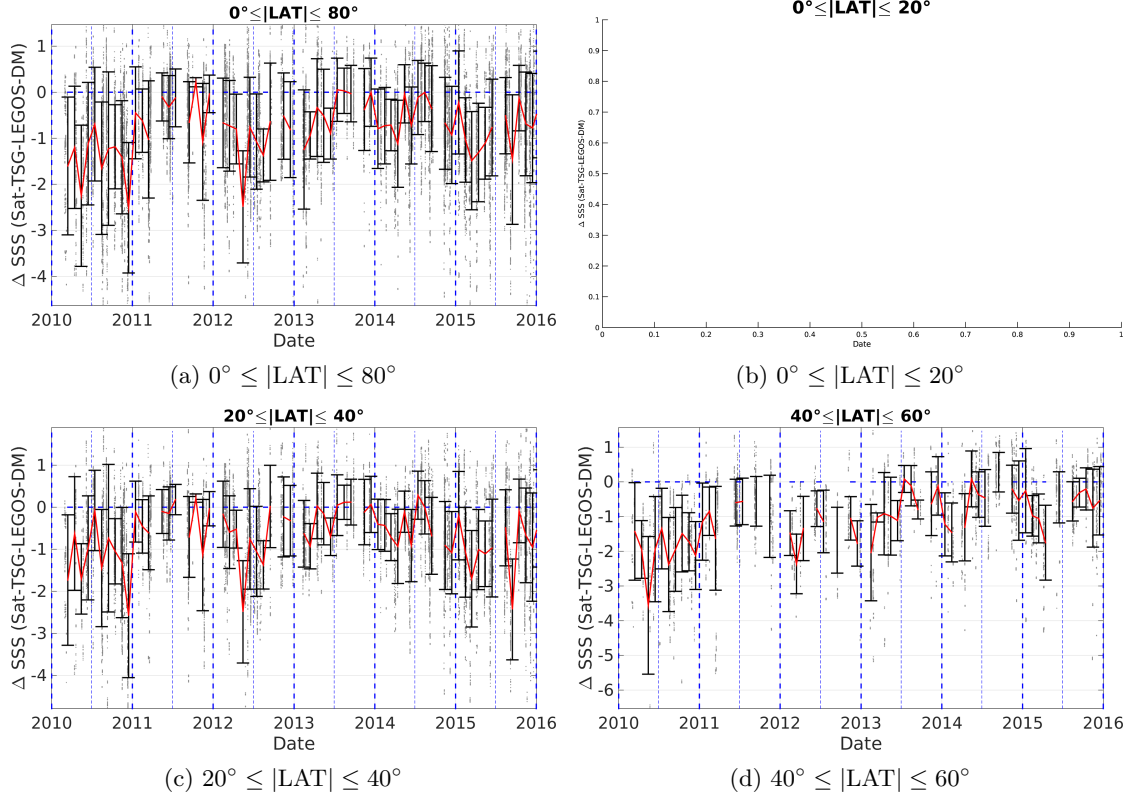 0°≤|LAT|≤ 80°
Δ SSS (Sat-TSG-LEGOS-DM)
1
0
-1
-2
-3
-4
2010 2011 2012 2013 2014 2015 2016
Date
(a) 0° ≤ |LAT| ≤ 80°
0°≤|LAT|≤ 20°
Δ SSS (Sat-TSG-LEGOS-DM)
1
0.9
0.8
0.7
0.6
0.5
0.4
0.3
0.2
0.1
0
0 0.1 0.2 0.3 0.4 0.5 0.6 0.7 0.8 0.9 1
Date
(b) 0° ≤ |LAT| ≤ 20°
20°≤|LAT|≤ 40°
Δ SSS (Sat-TSG-LEGOS-DM)
1
0
-1
-2
-3
-4
2010 2011 2012 2013 2014 2015 2016
Date
(c) 20° ≤ |LAT| ≤ 40°
40°≤|LAT|≤ 60°
Δ SSS (Sat-TSG-LEGOS-DM)
1
0
-1
-2
-3
-4
-5
-6
2010 2011 2012 2013 2014 2015 2016
Date
(d) 40° ≤ |LAT| ≤ 60°